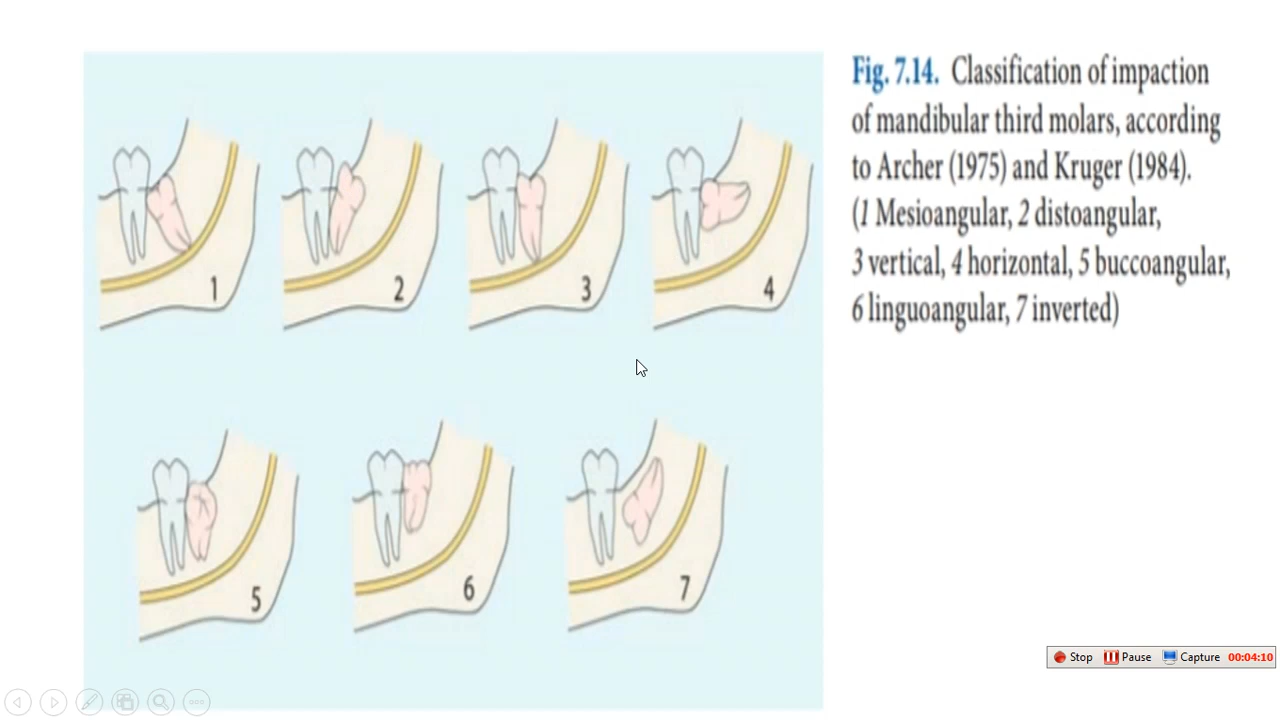 Fig. 7.14. Classification of impaction
of mandibular third molars, according
to Archer (1975) and Kruger (1984).
(1 Mesioangular, 2 distoangular,
3 vertical, 4 horizontal, 5 buccoangular,
6 linguoangular, 7 inverted)
1
2
3
4
5
6
7
Stop Pause Capture 00:04:10